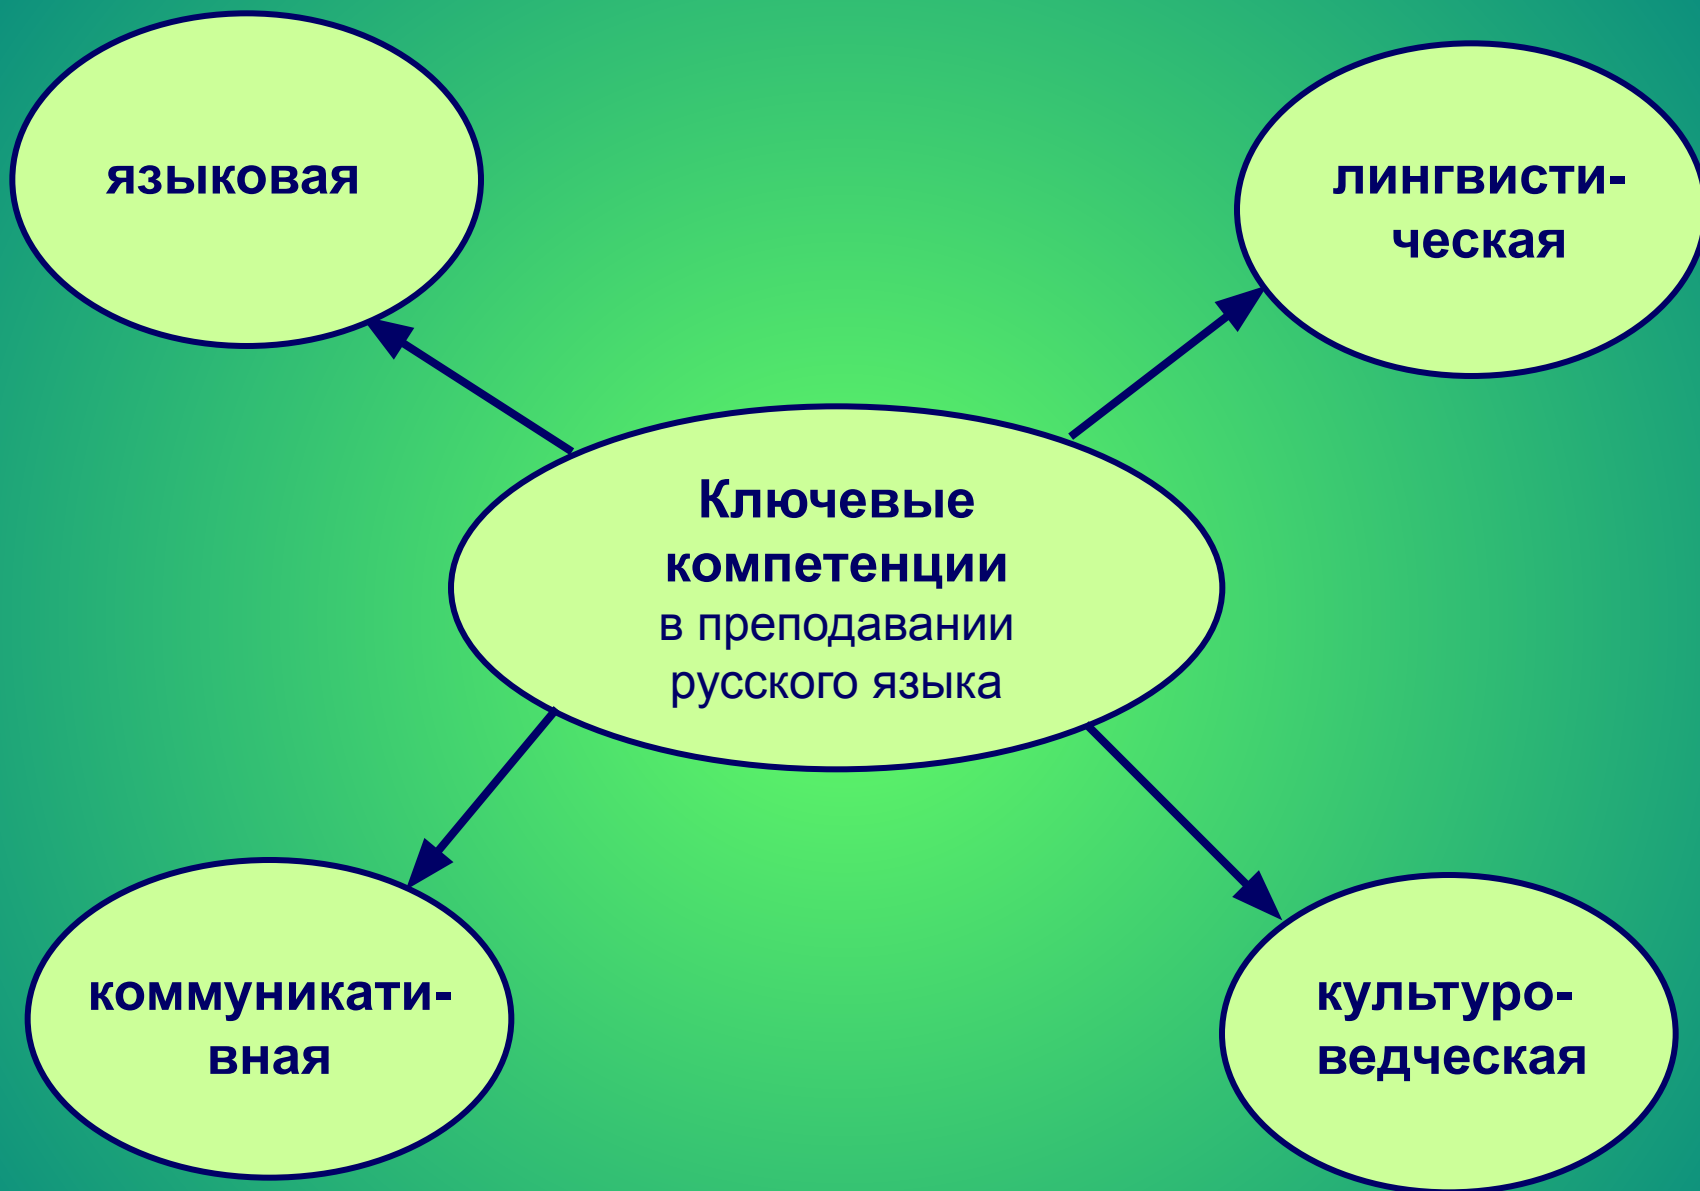 языковая
лингвисти-
ческая
Ключевые
компетенции
в преподавании
русского языка
коммуникати-
вная
культуро-
ведческая